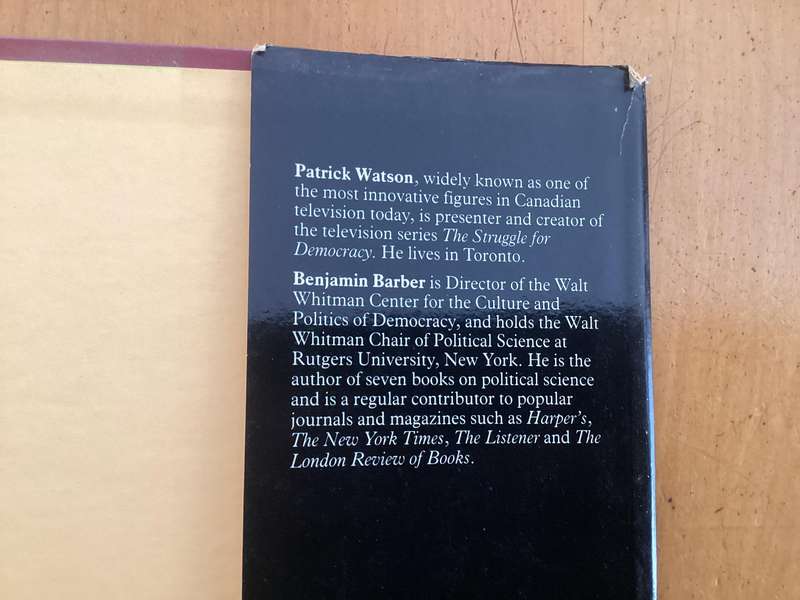 Patrick Watson, widely known as one of
the most innovative figures in Canadian
television today, is presenter and creator of
the television series The Struggle for
Democracy. He lives in Toronto.
Benjamin Barber is Director of the Walt
Whitman Center for the Culture and
Politics of Democracy, and holds the Walt
Whitman Chair of Political Science at
Rutgers University, New York. He is the
author of seven books on political science
and is a regular contributor to popular
journals and magazines such as Harper's,
The New York Times, The Listener and The
London Review of Books.